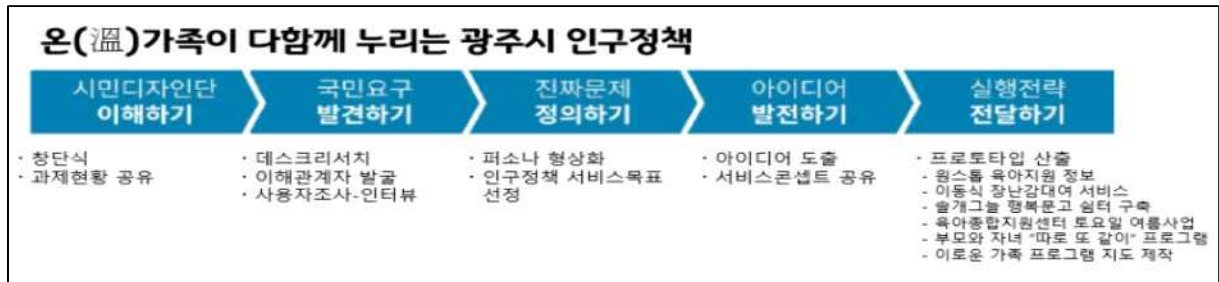 온(溫)가족이 다함께 누리는 광주시 인구정책
시민디자인단
이해하기
국민요구
발견하기
진짜문제
정의하기
아이디어
발전하기
실행전략
전달하기
· 창단식
· 과제현황 공유
· 데스크리서치
· 이해관계자 발굴
· 사용자조사-인터뷰
· 퍼소나 형상화
· 인구정책 서비스목표
선정
· 아이디어 도출
· 서비스콘셉트 공유
· 프로토타입 산출
- 원스톱 육아지원 정보
- 이동식 장난감대여 서비스
- 솔개그늘 행복문고 쉼터 구축
- 육아종합지원센터 토요일 여름사업
- 부모와 자녀 "따로 또 같이" 프로그램
- 이로운 가족 프로그램 지도 제작